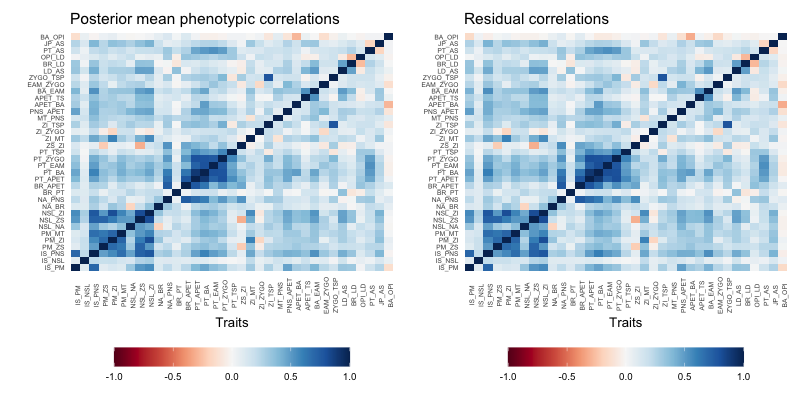 Posterior mean phenotypic correlations
BA_OPI
JP_AS
PT_AS
OPI_LD
BR_LD
LD_AS
ZYGO_TSP
EAM_ZYGO
BA_EAM
APET_TS
APET_BA
PNS_APET
MT_PNS
ZI_TSP
ZI_ZYGO
ZI_MT
ZS_ZI
PT_TSP
PT_ZYGO
PT_EAM
PT_BA
PT_APET
BR_APET
BR_PT
NA_PNS
NA_BR
NSL_ZI
NSL_ZS
NSL_NA
PM_MT
PM_ZI
PM_ZS
IS_PNS
IS_NSL
IS_PM
IS_PM
IS_NSL
IS_PNS
PM_ZS
PM_ZI
PM_MT
NSL_NA
NSL_ZS
NSL_ZI
NA_BR
NA_PNS
BR_PT
BR_APET
PT_APET
PT_BA
PT_EAM
PT_ZYGO
PT_TSP
ZS_ZI
ZI_MT
ZI_ZYGO
ZI_TSP
MT_PNS
PNS_APET
APET_BA
APET_TS
BA_EAM
EAM_ZYGO
ZYGO_TSP
LD_AS
BR_LD
OPI_LD
PT_AS
JP_AS
BA_OPI
Traits
-1.0 -0.5 0.0 0.5 1.0
Residual correlations
BA_OPI
JP_AS
PT_AS
OPI_LD
BR_LD
LD_AS
ZYGO_TSP
EAM_ZYGO
BA_EAM
APET_TS
APET_BA
PNS_APET
MT_PNS
ZI_TSP
ZI_ZYGO
ZI_MT
ZS_ZI
PT_TSP
PT_ZYGO
PT_EAM
PT_BA
PT_APET
BR_APET
BR_PT
NA_PNS
NA_BR
NSL_ZI
NSL_ZS
NSL_NA
PM_MT
PM_ZI
PM_ZS
IS_PNS
IS_NSL
IS_PM
IS_PM
IS_NSL
IS_PNS
PM_ZS
PM_ZI
PM_MT
NSL_NA
NSL_ZS
NSL_ZI
NA_BR
NA_PNS
BR_PT
BR_APET
PT_APET
PT_BA
PT_EAM
PT_ZYGO
PT_TSP
ZS_ZI
ZI_MT
ZI_ZYGO
ZI_TSP
MT_PNS
PNS_APET
APET_BA
APET_TS
BA_EAM
EAM_ZYGO
ZYGO_TSP
LD_AS
BR_LD
OPI_LD
PT_AS
JP_AS
BA_OPI
Traits
-1.0 -0.5 0.0 0.5 1.0